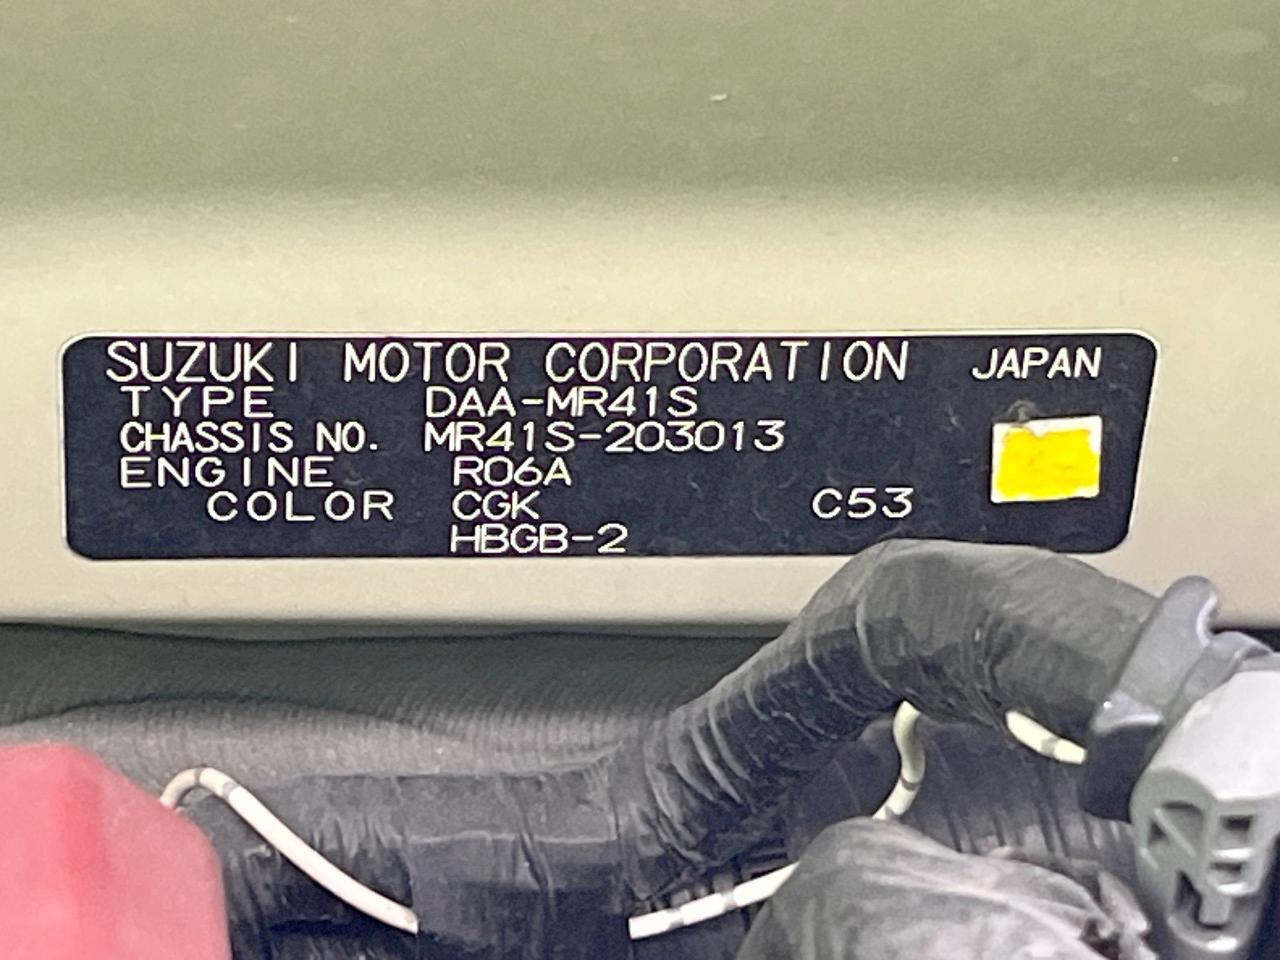 SUZUKI MOTOR CORPORATION JAPAN
TYPE DAA-MR41S
CHASSIS NO. MR41S-203013
ENGINE R06A
COLOR CGK C53
HBGB-2